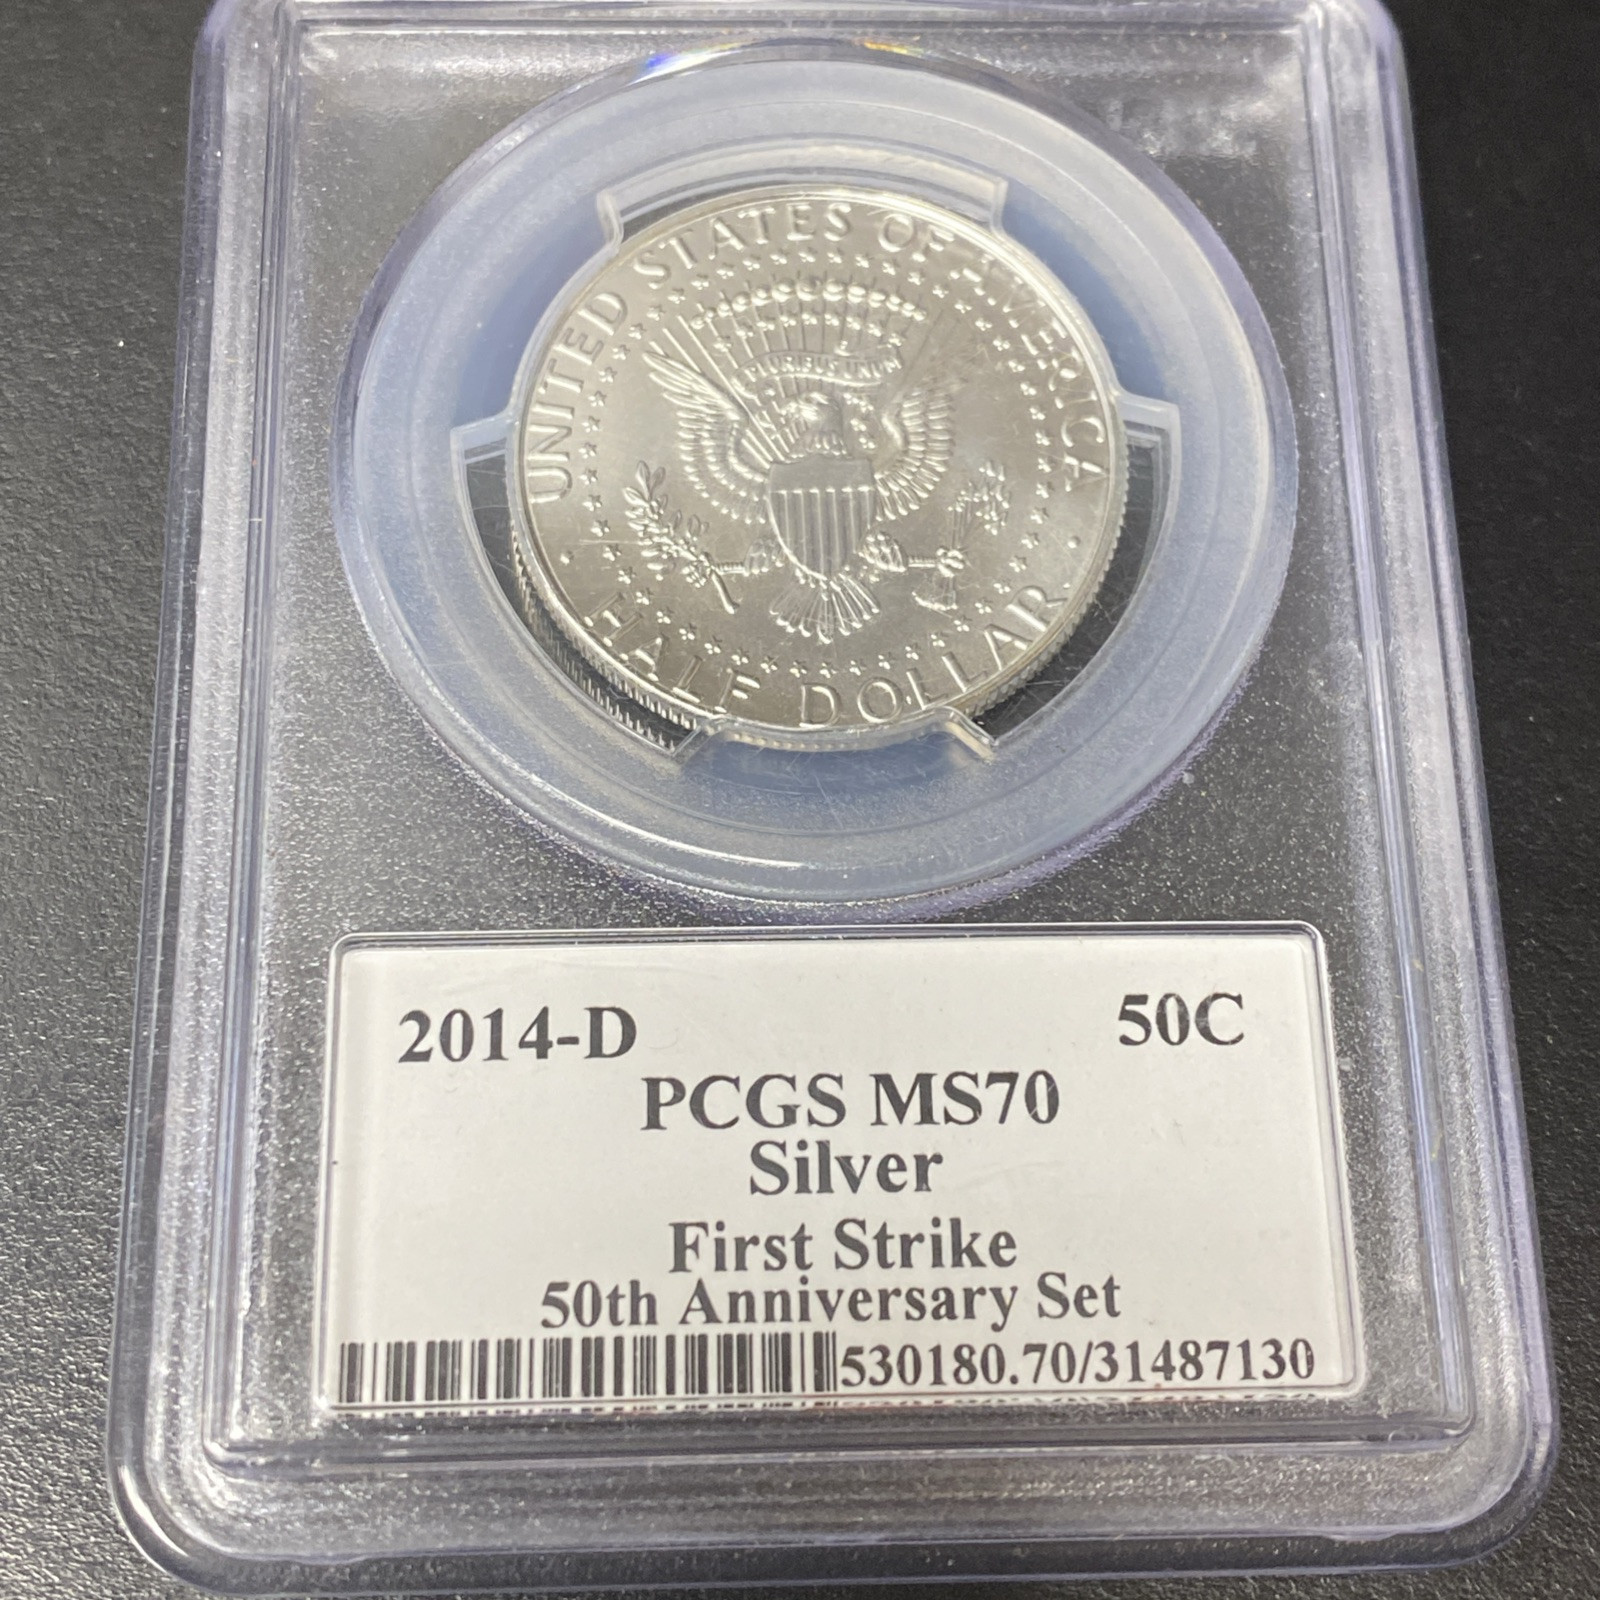 UNITED STATES OF AMERICA
PLURIBUS UNUM
HALF DOLLAR
2014-D 50C
PCGS MS70
Silver
First Strike
50th Anniversary Set
530180.70/31487130